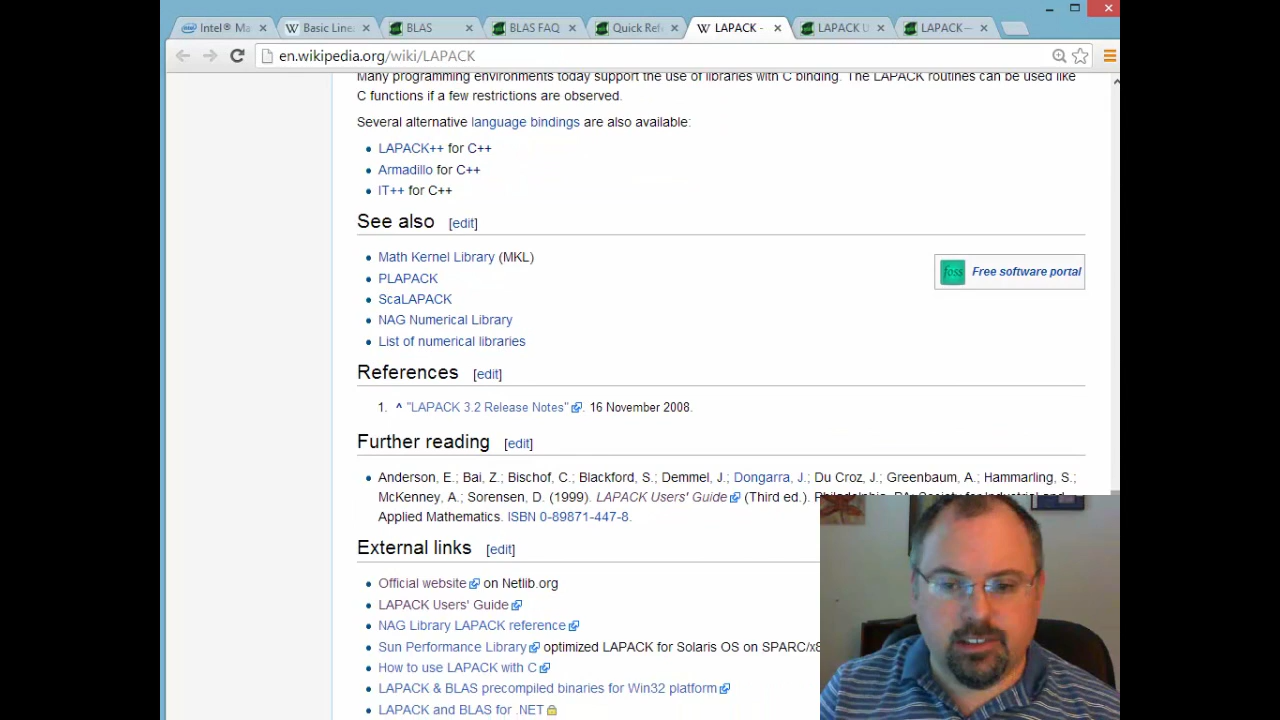 Intel® Ma
Basic Line
BLAS
BLAS FAQ
Quick Ref
LAPACK -
LAPACK U
LAPACK —
en.wikipedia.org/wiki/LAPACK
Many programming environments today support the use of libraries with C binding. The LAPACK routines can be used like
C functions if a few restrictions are observed.
Several alternative language bindings are also available:
LAPACK++ for C++
Armadillo for C++
IT++ for C++
See also [edit]
Math Kernel Library (MKL)
foss Free software portal
PLAPACK
ScaLAPACK
NAG Numerical Library
List of numerical libraries
References [edit]
1. ^ "LAPACK 3.2 Release Notes". 16 November 2008.
Further reading [edit]
Anderson, E.; Bai, Z.; Bischof, C.; Blackford, S.; Demmel, J.; Dongarra, J.; Du Croz, J.; Greenbaum, A.; Hammarling, S.;
McKenney, A.; Sorensen, D. (1999). LAPACK Users' Guide (Third ed.).
Applied Mathematics. ISBN 0-89871-447-8.
External links [edit]
Official website on Netlib.org
LAPACK Users' Guide
NAG Library LAPACK reference
Sun Performance Library optimized LAPACK for Solaris OS on SPARC/x8
How to use LAPACK with C
LAPACK & BLAS precompiled binaries for Win32 platform
LAPACK and BLAS for .NET